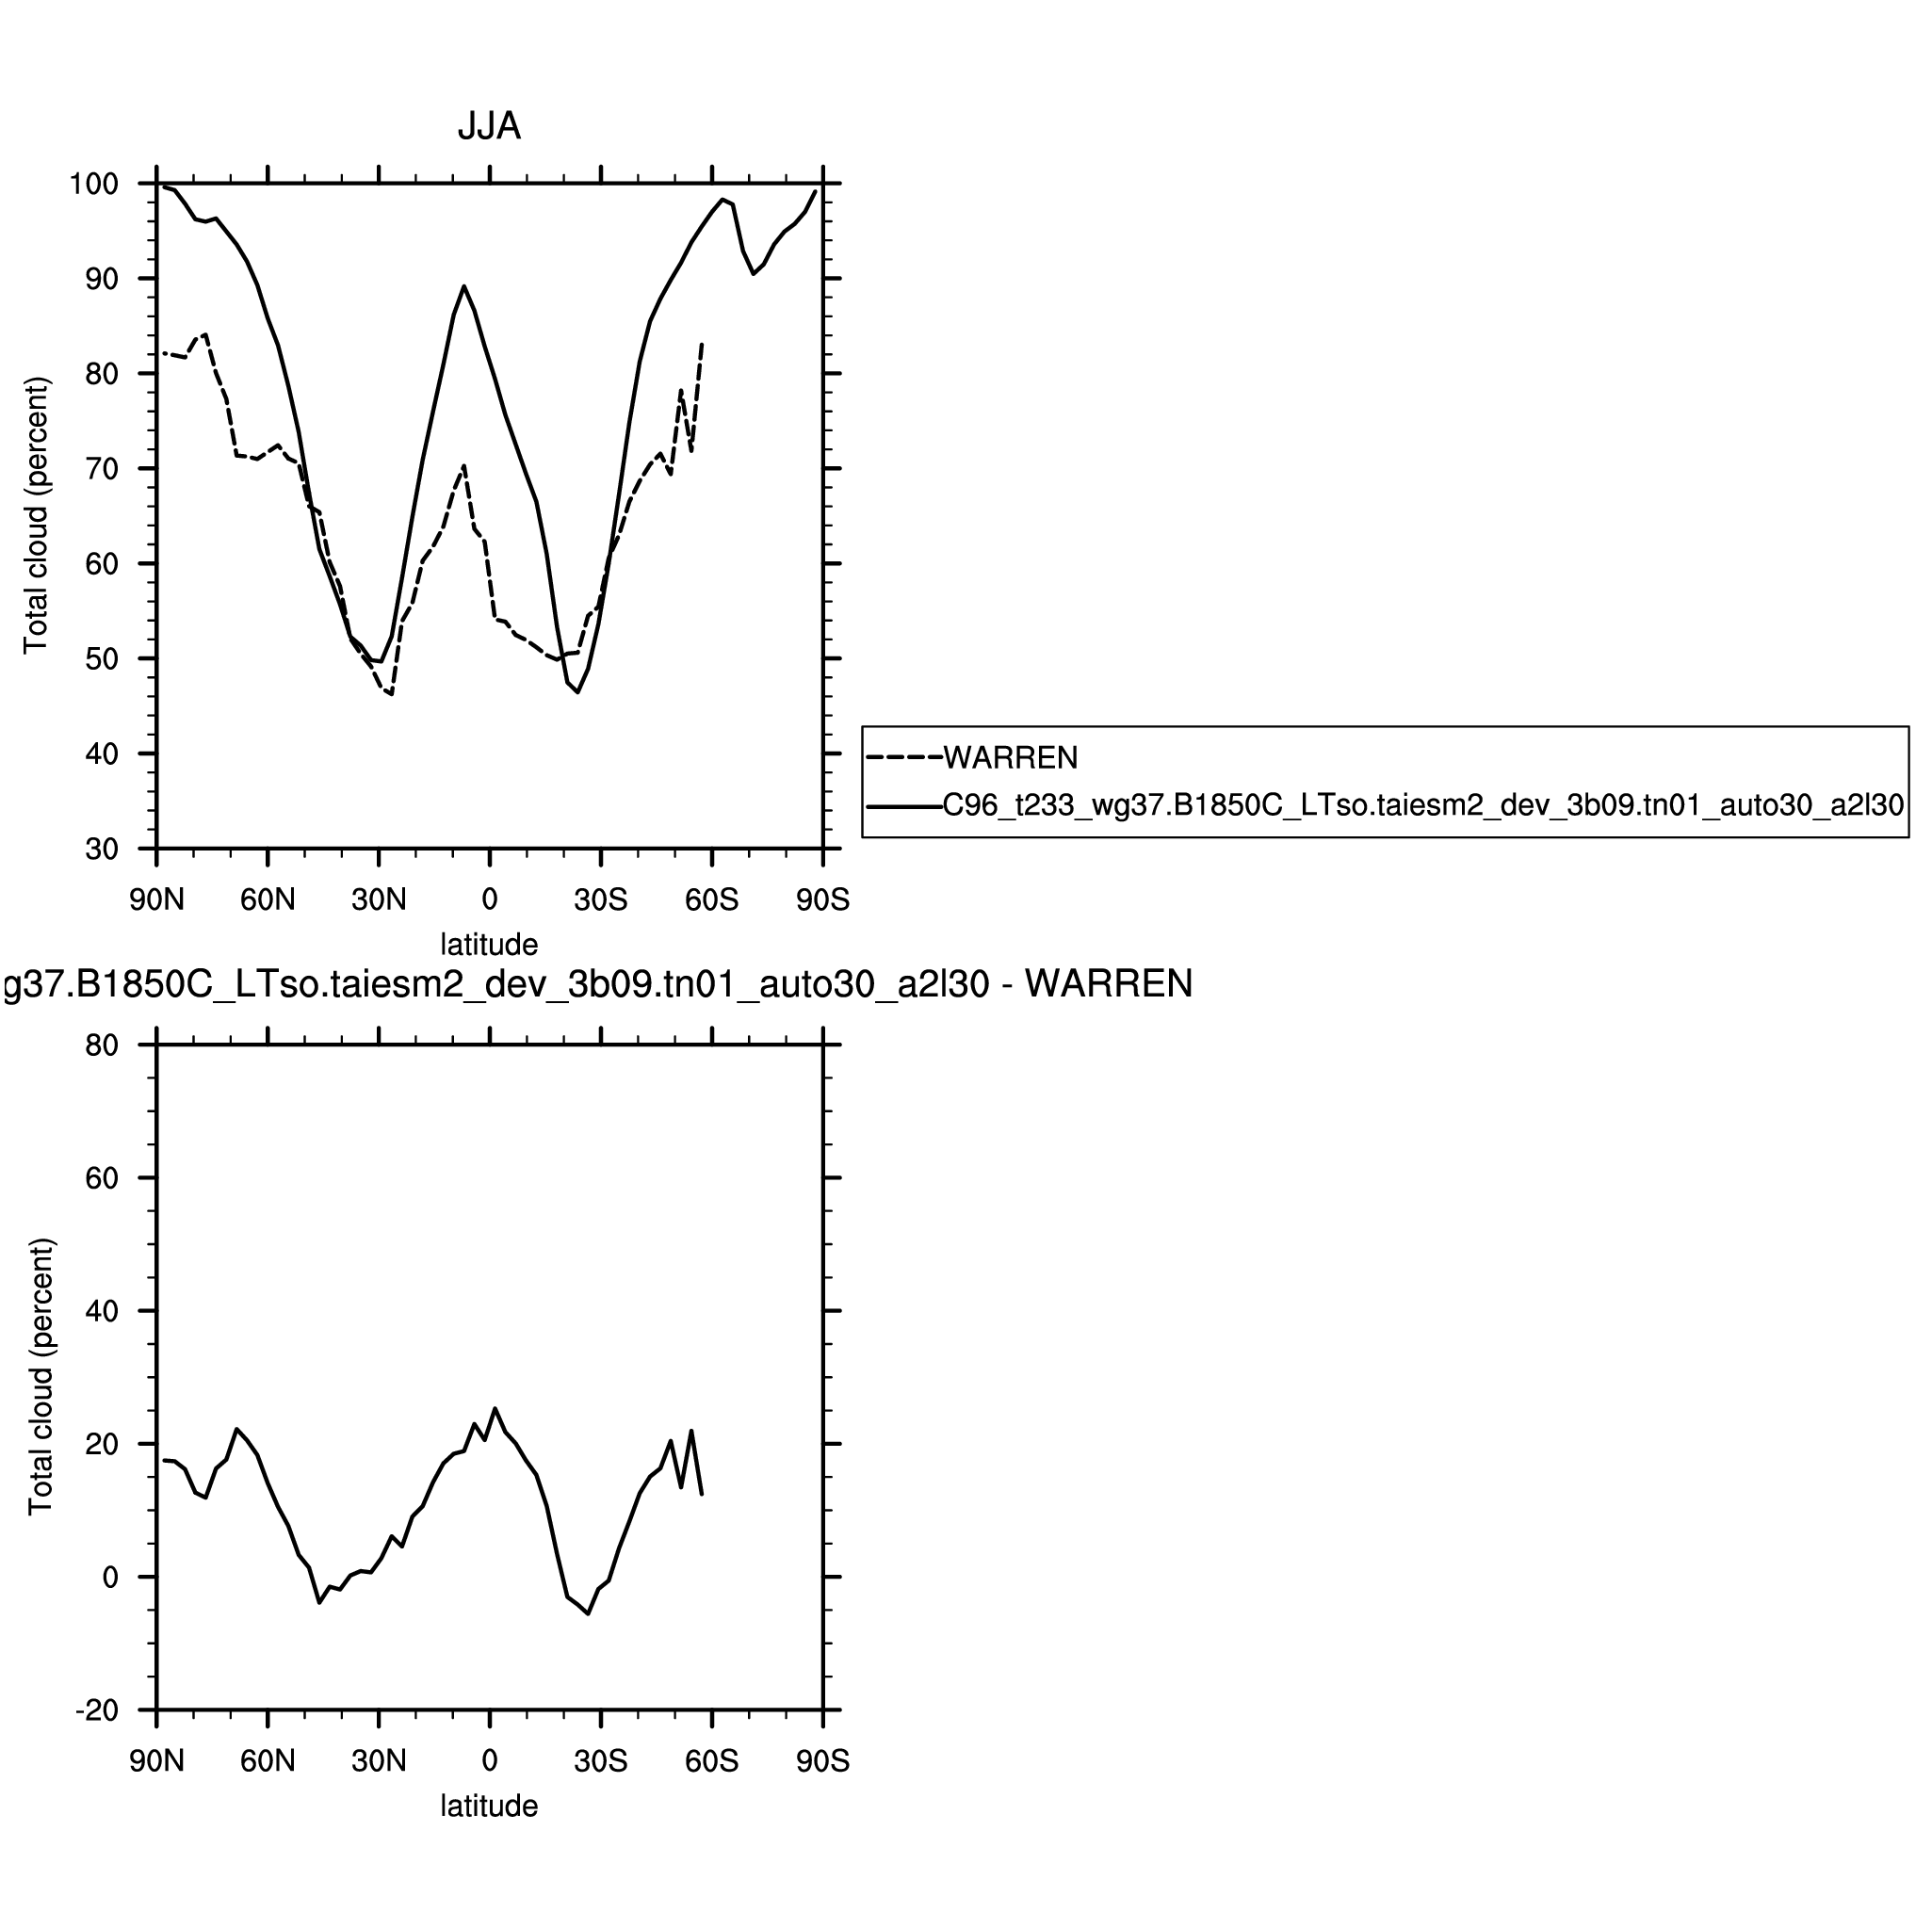 JJA
100
90
80
70
60
50
40
30
Total cloud (percent)
90N 60N 30N 0 30S 60S 90S
latitude
WARREN
C96_t233_wg37.B1850C_LTso.taiesm2_dev_3b09.tn01_auto30_a2l30
g37.B1850C_LTso.taiesm2_dev_3b09.tn01_auto30_a2l30 - WARREN
80
60
40
20
0
-20
Total cloud (percent)
90N 60N 30N 0 30S 60S 90S
latitude